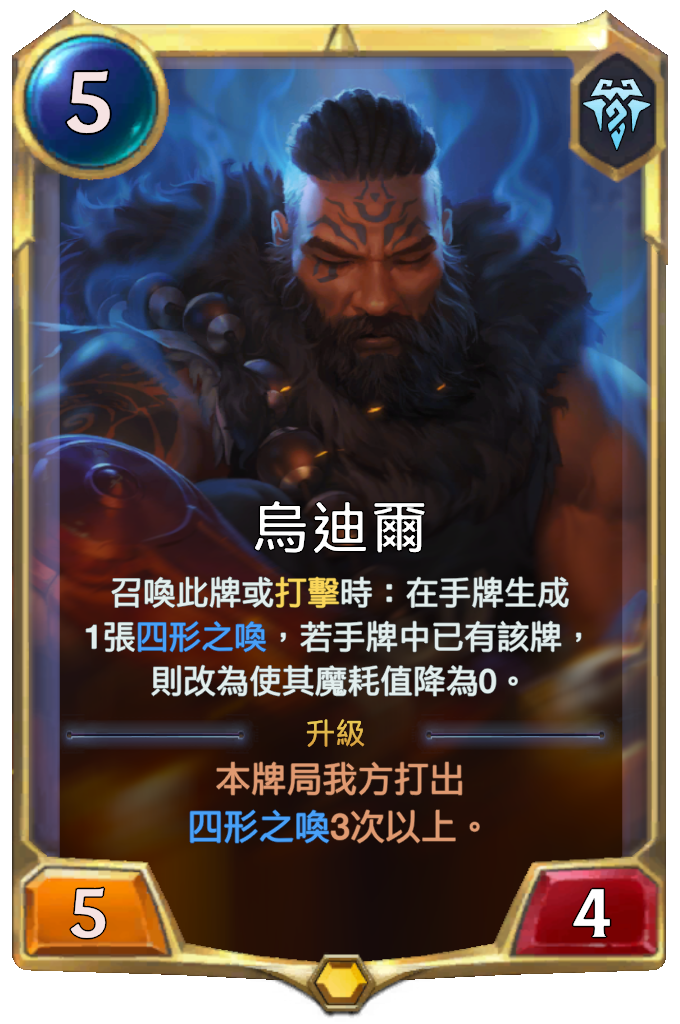 5
烏迪爾
召喚此牌或打擊時：在手牌生成
1張四形之喚，若手牌中已有該牌，
則改為使其魔耗值降為0。
升級
本牌局我方打出
四形之喚3次以上。
5
4